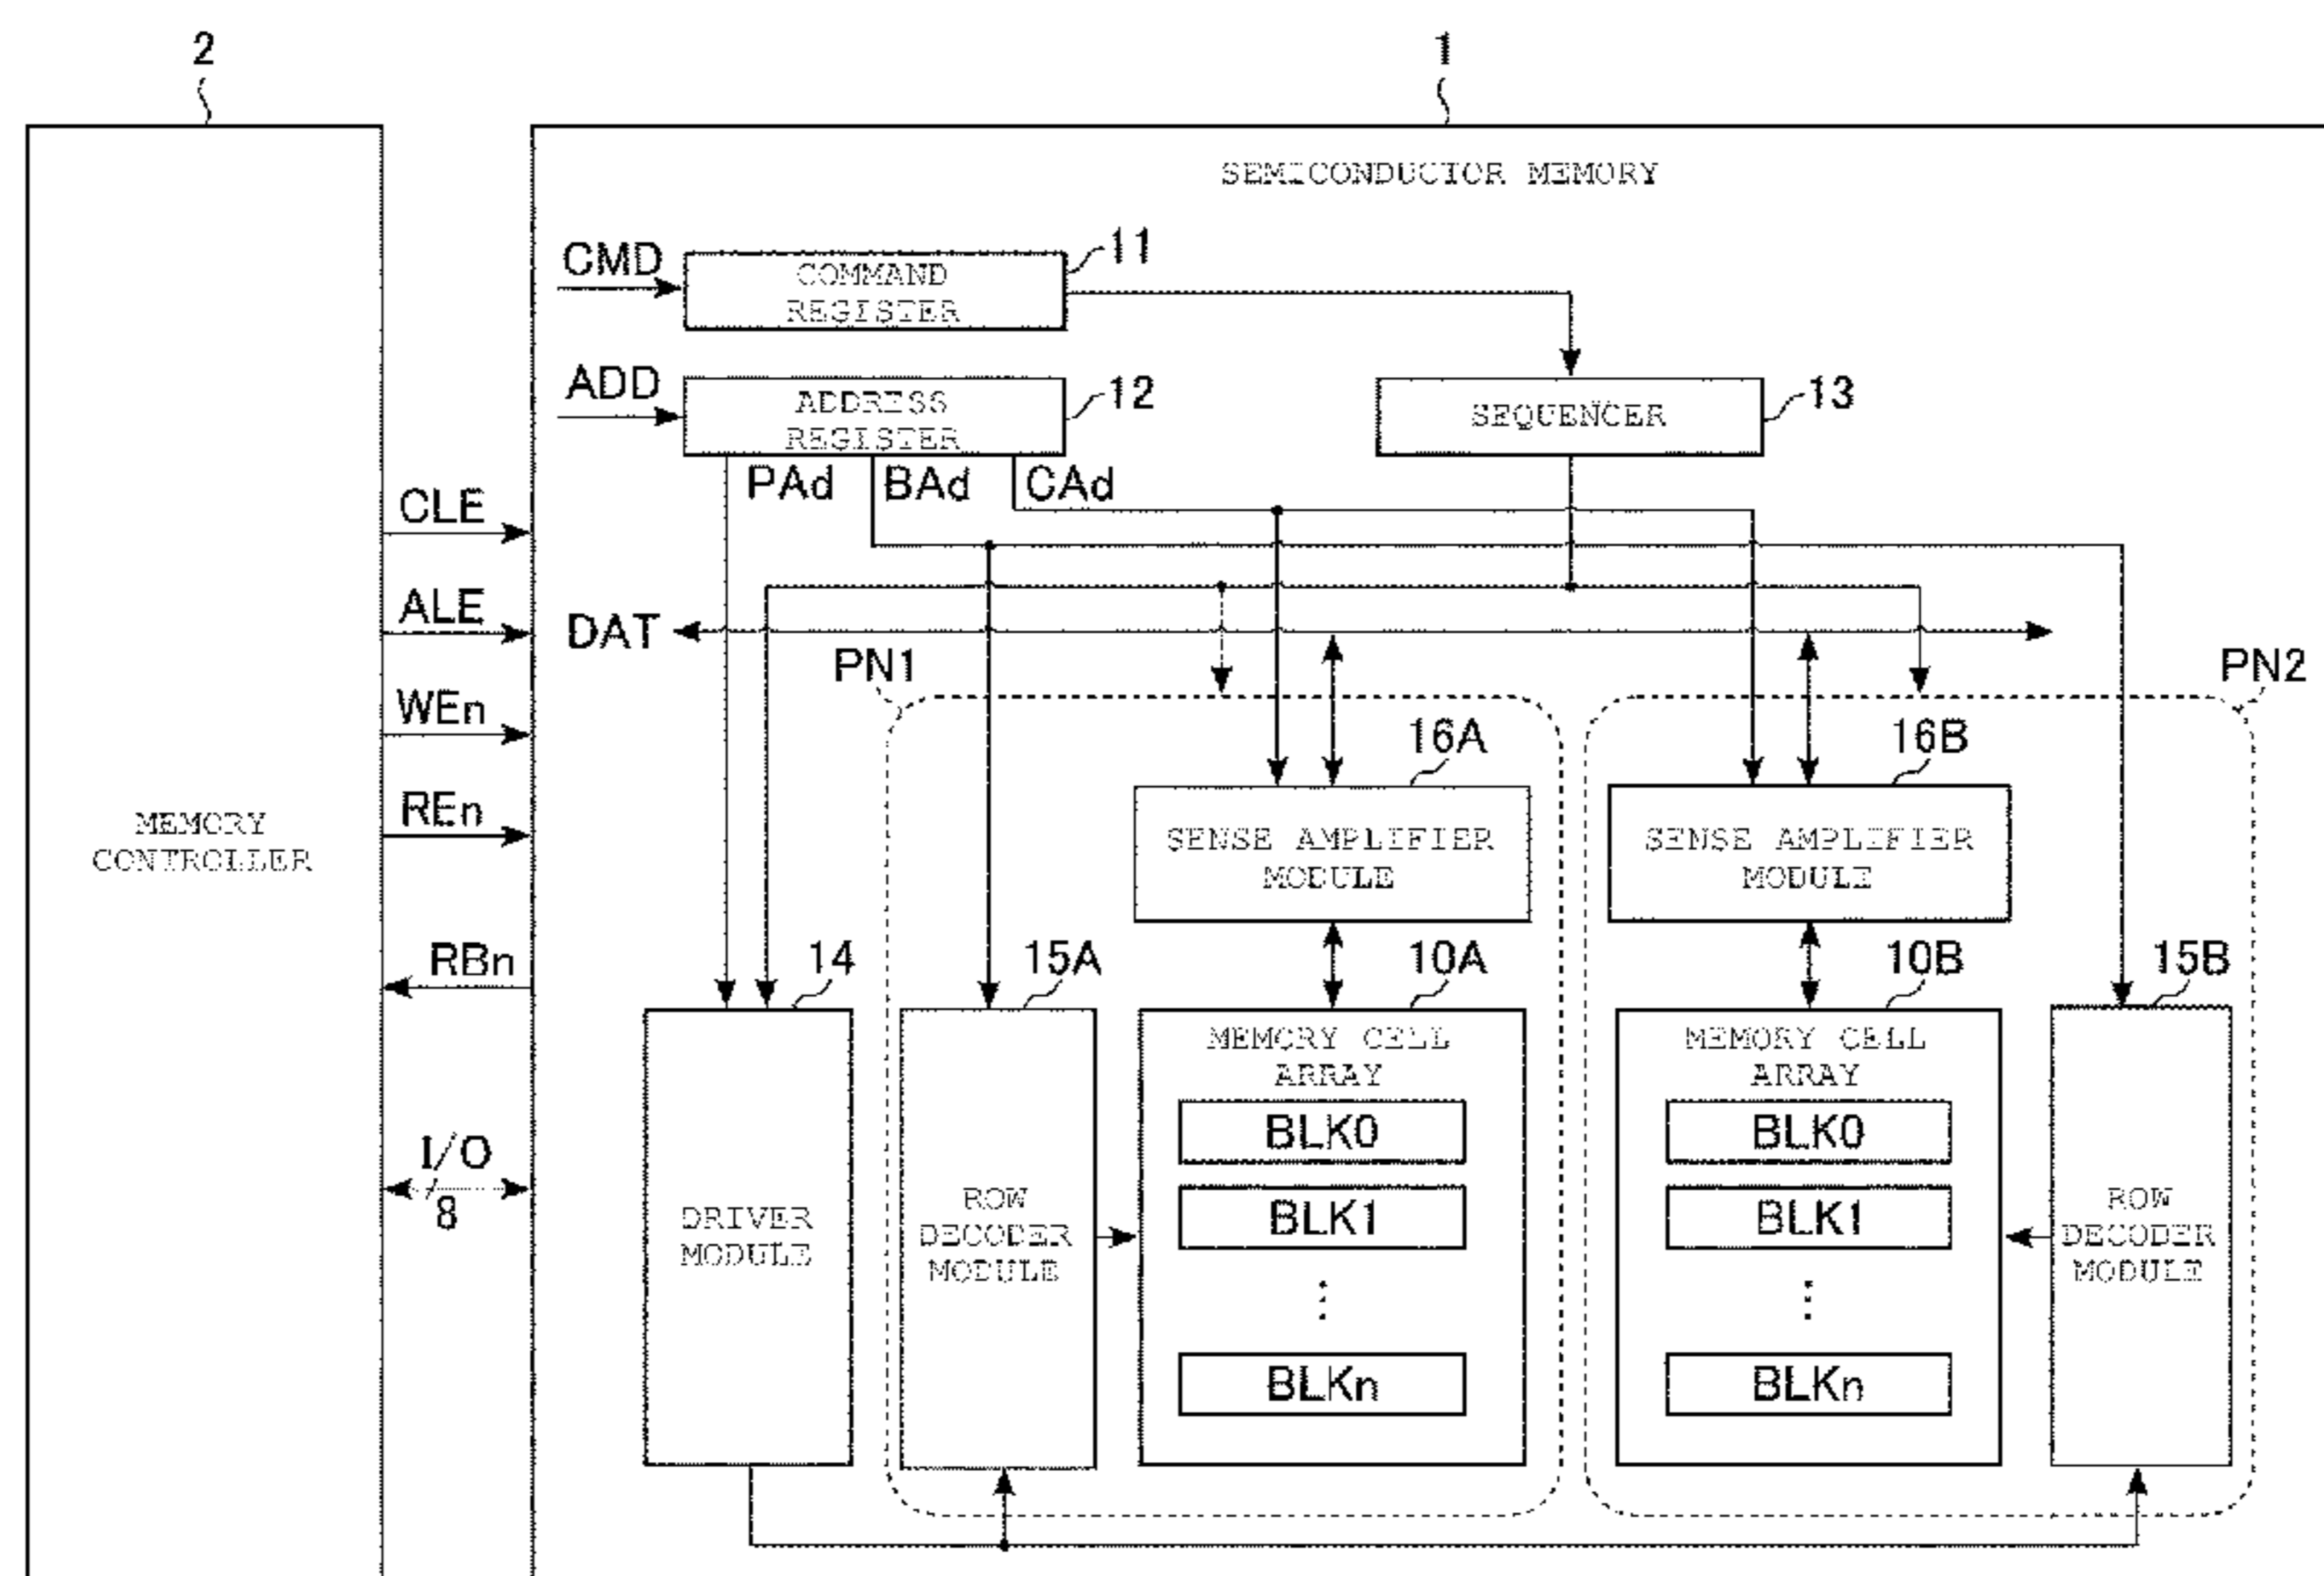 2
1
SEMICONDUCTOR MEMORY
CMD
COMMAND
REGISTER
11
ADD
ADDRESS
REGISTER
12
SEQUENCER
13
PAd
BAd
CAd
CLE
ALE
WEn
REn
RBn
I/O
8
MEMORY
CONTROLLER
DAT
PN1
PN2
16A
16B
SENSE AMPLIFIER
MODULE
SENSE AMPLIFIER
MODULE
14
15A
10A
10B
15B
DRIVER
MODULE
ROW
DECODER
MODULE
MEMORY CELL
ARRAY
BLK0
BLK1
⋮
BLKn
MEMORY CELL
ARRAY
BLK0
BLK1
⋮
BLKn
ROW
DECODER
MODULE